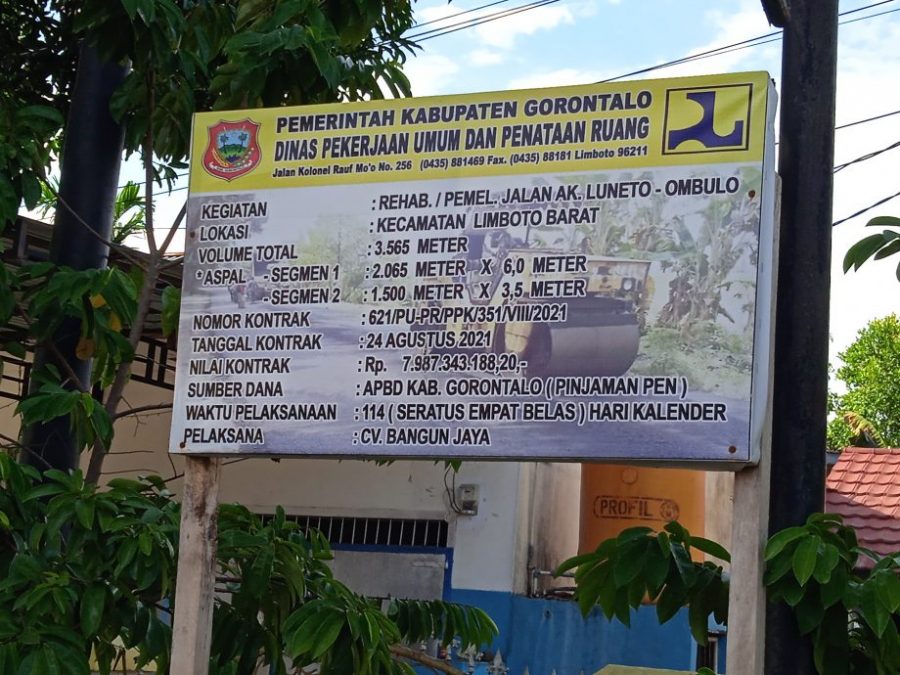 PEMERINTAH KABUPATEN GORONTALO
DINAS PEKERJAAN UMUM DAN PENATAAN RUANG
Jalan Kolonel Rauf Mo'o No. 256 (0435) 881469 Fax. (0435) 88181 Limboto 96211
KEGIATAN : REHAB. / PEMEL. JALAN AK. LUNETO - OMBULO
LOKASI : KECAMATAN LIMBOTO BARAT
VOLUME TOTAL : 3.565 METER
*ASPAL - SEGMEN 1 : 2.065 METER X 6,0 METER
- SEGMEN 2 : 1.500 METER X 3,5 METER
NOMOR KONTRAK : 621/PU-PR/PPK/351/VIII/2021
TANGGAL KONTRAK : 24 AGUSTUS 2021
NILAI KONTRAK : Rp. 7.987.343.188,20,-
SUMBER DANA : APBD KAB. GORONTALO ( PINJAMAN PEN )
WAKTU PELAKSANAAN : 114 ( SERATUS EMPAT BELAS ) HARI KALENDER
PELAKSANA : CV. BANGUN JAYA
PROFIL